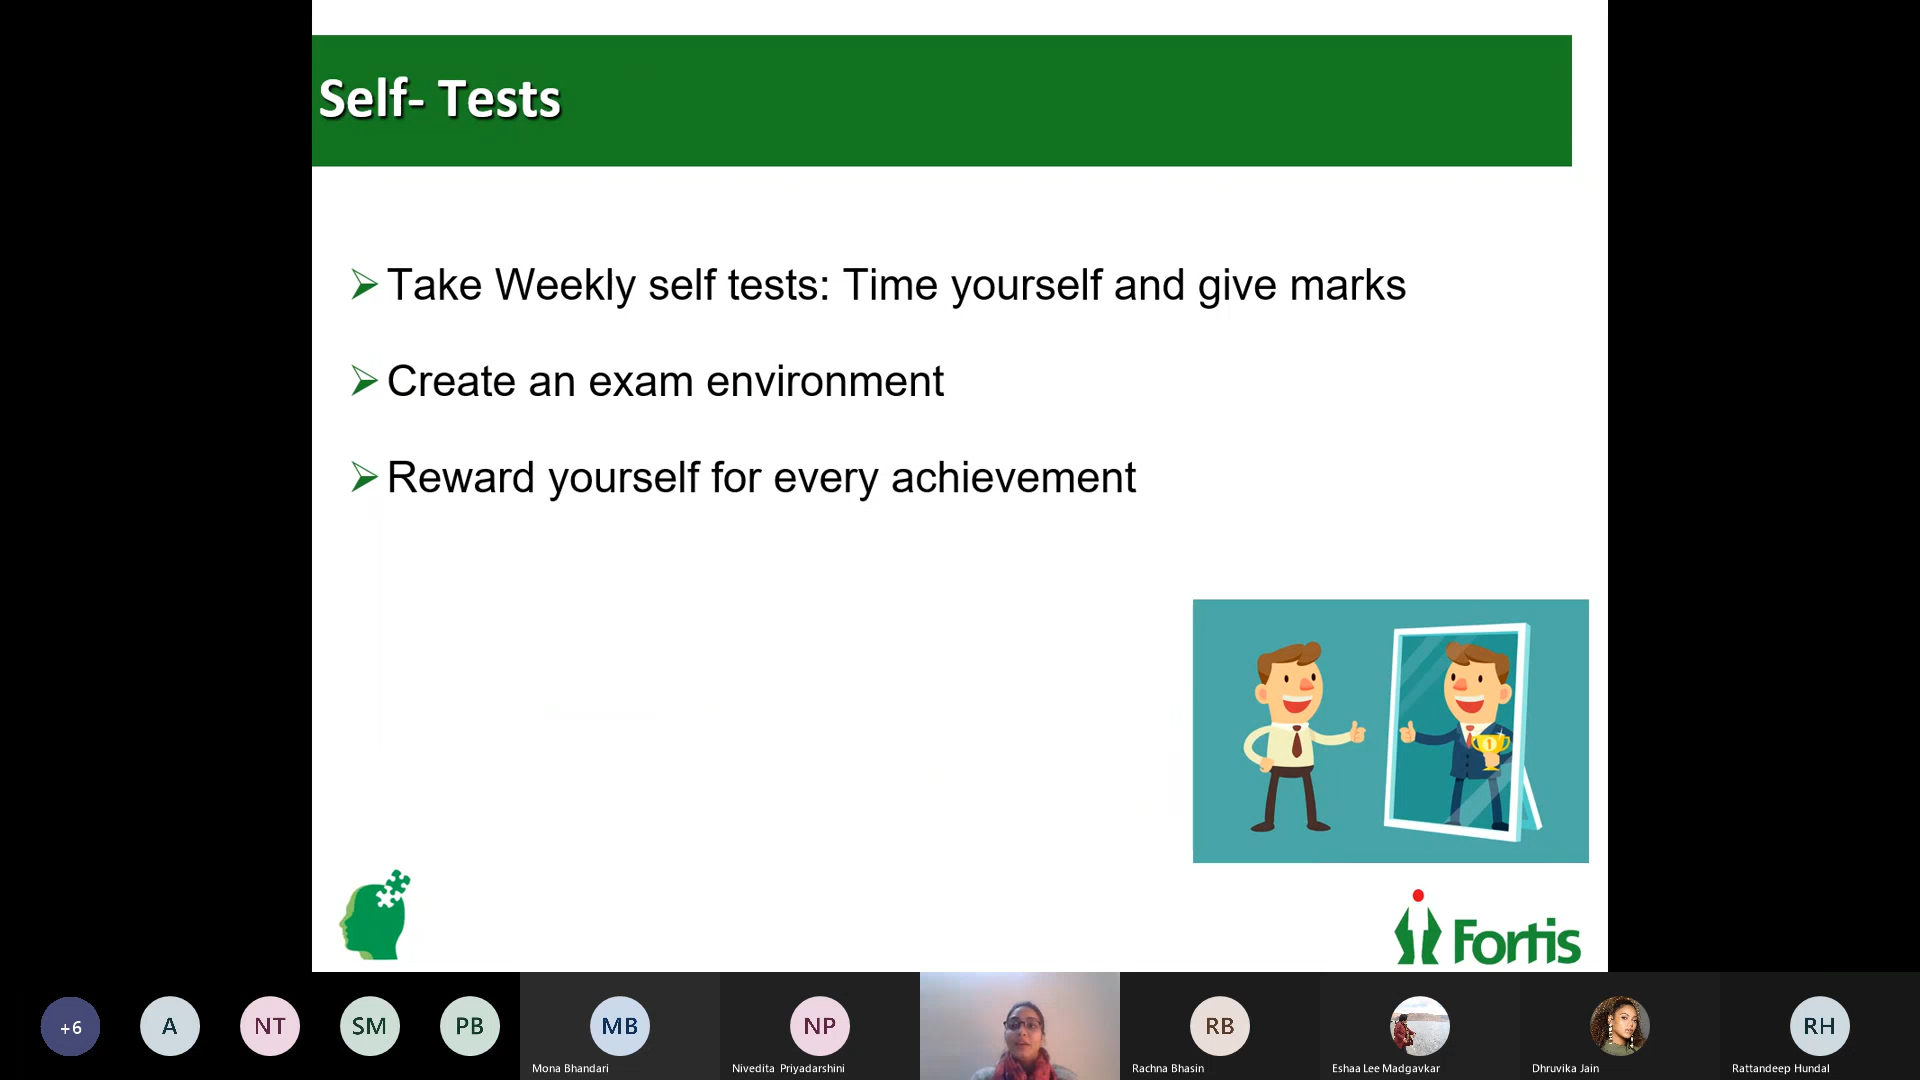 Self- Tests
Take Weekly self tests: Time yourself and give marks
Create an exam environment
Reward yourself for every achievement
1
Fortis
+6
A
NT
SM
PB
MB
NP
RB
RH
Mona Bhandari
Nivedita Priyadarshini
Rachna Bhasin
Eshaa Lee Madgavkar
Dhruvika Jain
Rattandeep Hundal